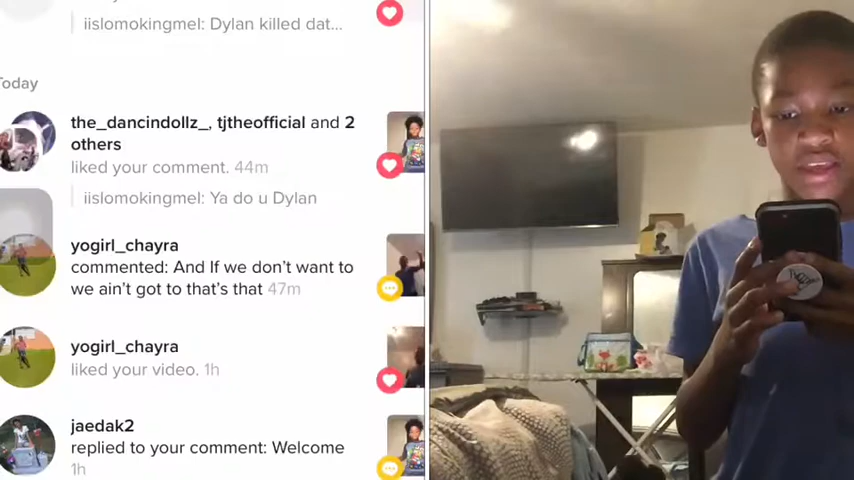 iislomokingmel: Dylan killed dat...
Today
the_dancindollz_, tjtheofficial and 2
others
liked your comment. 44m
iislomokingmel: Ya do u Dylan
yogirl_chayra
commented: And If we don't want to
we ain't got to that's that 47m
yogirl_chayra
liked your video. 1h
jaedak2
replied to your comment: Welcome
1h